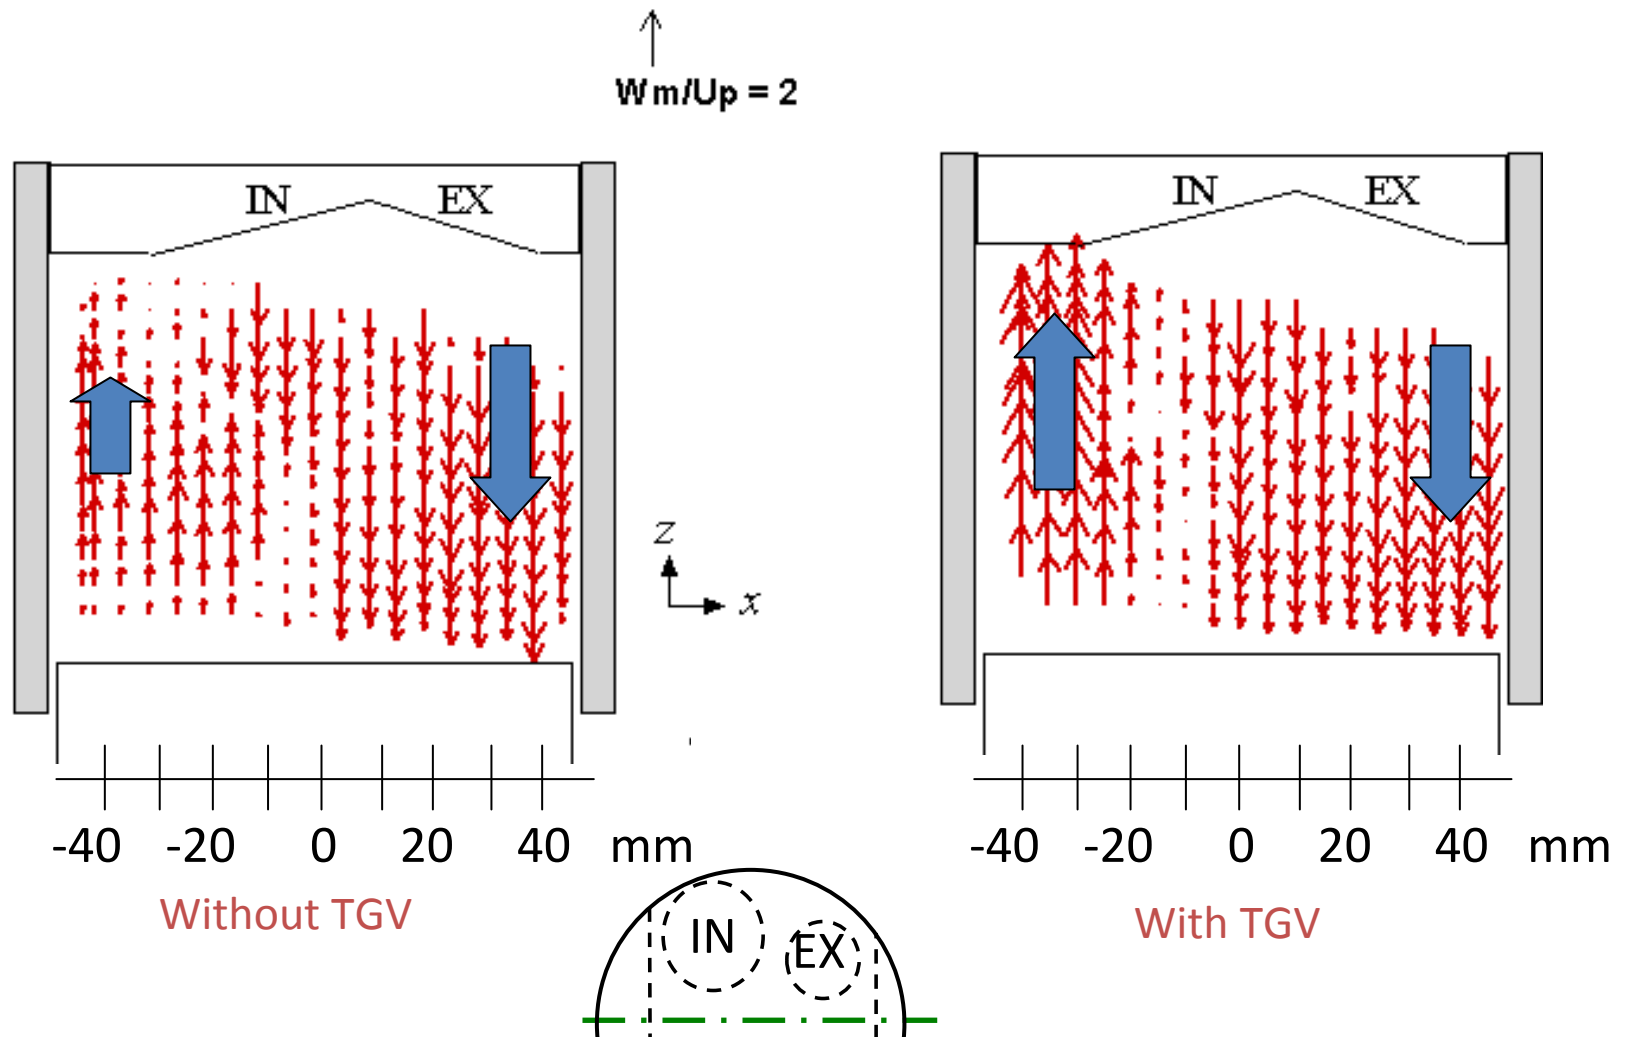 Wm/Up = 2
IN EX
IN EX
z
x
-40 -20 0 20 40 mm
-40 -20 0 20 40 mm
Without TGV
With TGV
IN
EX